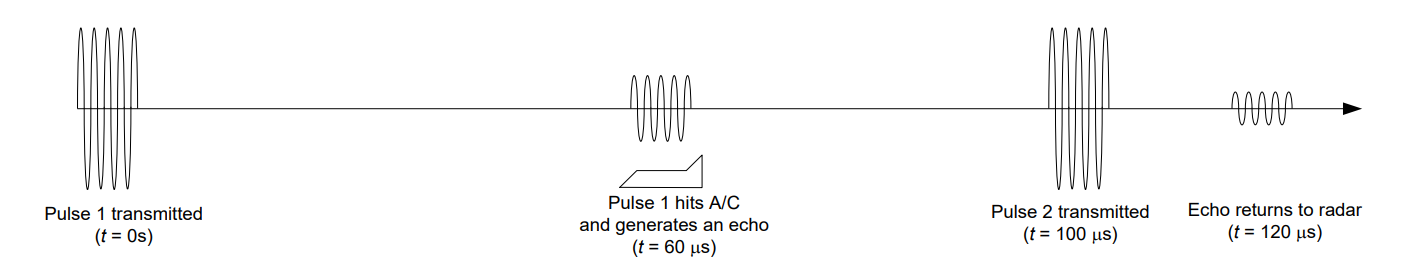 Pulse 1 transmitted
(t = 0s)
Pulse 1 hits A/C
and generates an echo
(t = 60 μs)
Pulse 2 transmitted
(t = 100 μs)
Echo returns to radar
(t = 120 μs)